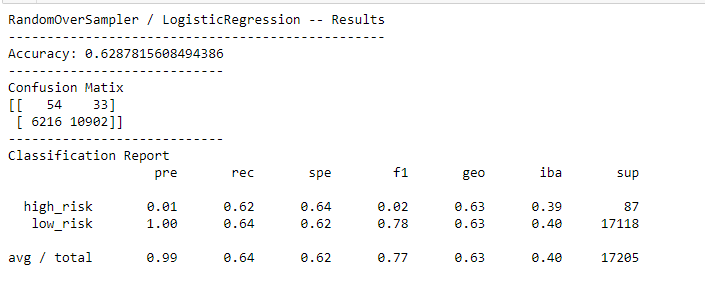 RandomOverSampler / LogisticRegression -- Results
-----------------------------------------------
Accuracy: 0.6287815608494386
---------------------------
Confusion Matix
[[   54    33]
 [ 6216 10902]]
---------------------------
Classification Report
                   pre       rec       spe        f1       geo       iba       sup

  high_risk       0.01      0.62      0.64      0.02      0.63      0.39        87
   low_risk       1.00      0.64      0.62      0.78      0.63      0.40     17118

avg / total       0.99      0.64      0.62      0.77      0.63      0.40     17205